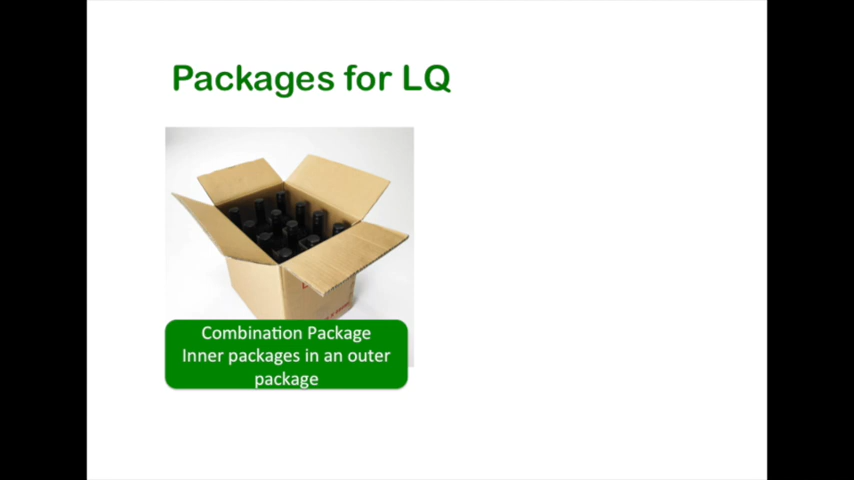 Packages for LQ
Combination Package
Inner packages in an outer
package